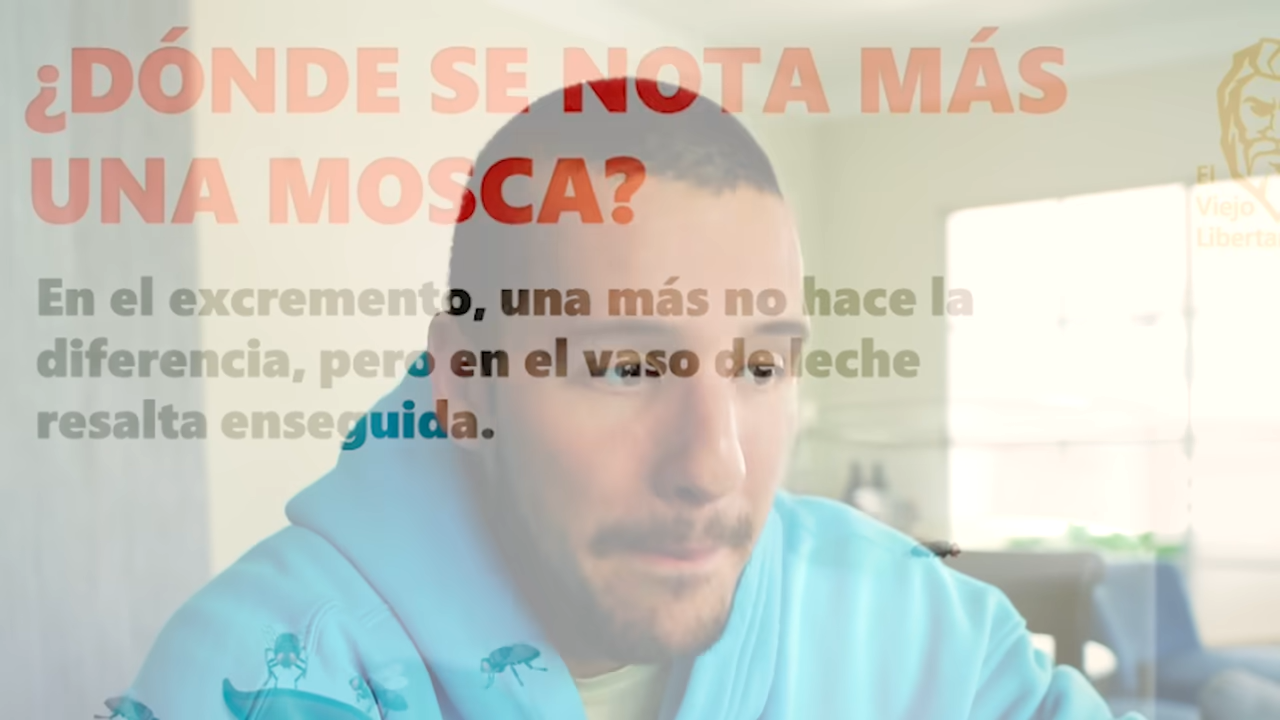 ¿DÓNDE SE NOTA MÁS
UNA MOSCA?
El
Viejo
Liberta
En el excremento, una más no hace la
diferencia, pero en el vaso de leche
resalta enseguida.